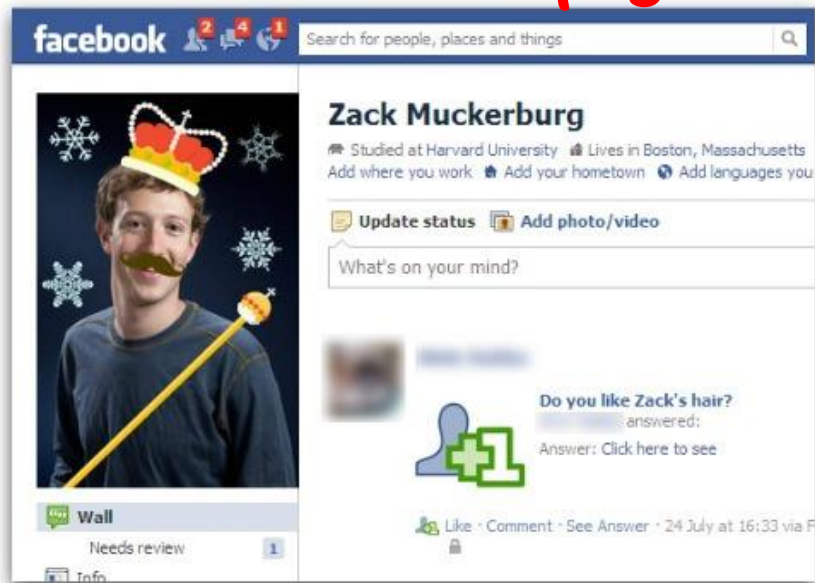 facebook 2 4 1 Search for people, places and things
Zack Muckerburg
Studied at Harvard University Lives in Boston, Massachusetts
Add where you work Add your hometown Add languages you
Update status Add photo/video
What's on your mind?
Do you like Zack's hair?
answered:
Answer: Click here to see
Like · Comment · See Answer · 24 July at 16:33 via F
Wall
Needs review 1
Info